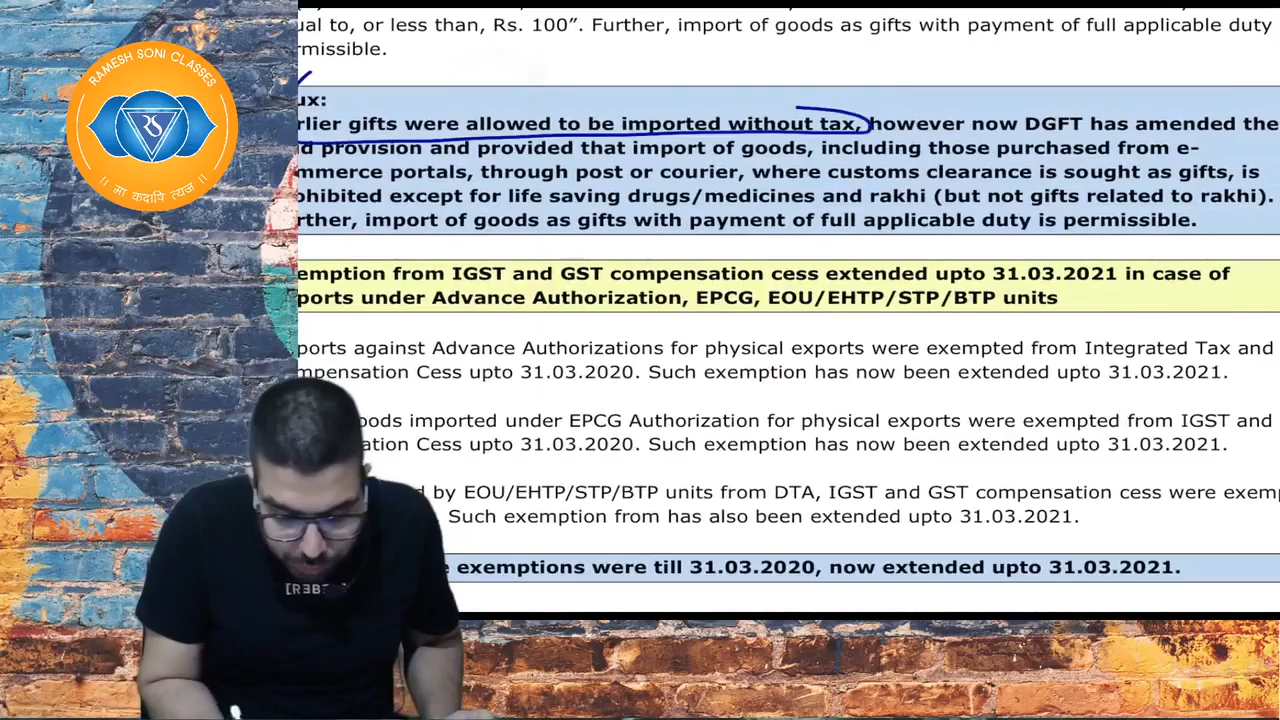 RAMESH SONI CLASSES
RS
॥ मा कदापि त्यज ॥
ual to, or less than, Rs. 100”. Further, import of goods as gifts with payment of full applicable duty
rmissible.
ux:
rlier gifts were allowed to be imported without tax, however now DGFT has amended the
d provision and provided that import of goods, including those purchased from e-
mmerce portals, through post or courier, where customs clearance is sought as gifts, is
ohibited except for life saving drugs/medicines and rakhi (but not gifts related to rakhi).
rther, import of goods as gifts with payment of full applicable duty is permissible.
emption from IGST and GST compensation cess extended upto 31.03.2021 in case of
ports under Advance Authorization, EPCG, EOU/EHTP/STP/BTP units
ports against Advance Authorizations for physical exports were exempted from Integrated Tax and
mpensation Cess upto 31.03.2020. Such exemption has now been extended upto 31.03.2021.
oods imported under EPCG Authorization for physical exports were exempted from IGST and
ation Cess upto 31.03.2020. Such exemption has now been extended upto 31.03.2021.
d by EOU/EHTP/STP/BTP units from DTA, IGST and GST compensation cess were exemp
. Such exemption from has also been extended upto 31.03.2021.
e exemptions were till 31.03.2020, now extended upto 31.03.2021.